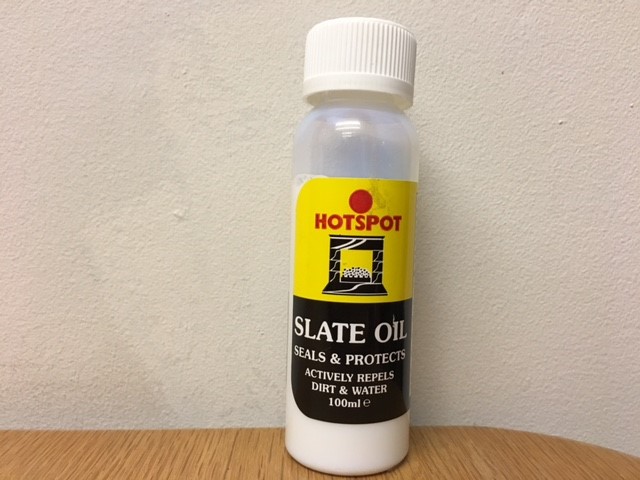 HOTSPOT
SLATE OIL
SEALS & PROTECTS
ACTIVELY REPELS
DIRT & WATER
100ml ℮